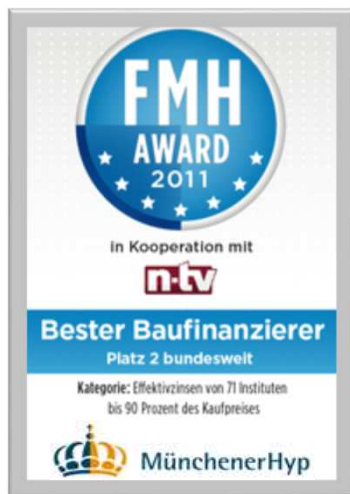 FMH
AWARD
2011
in Kooperation mit
n-tv
Bester Baufinanzierer
Platz 2 bundesweit
Kategorie: Effektivzinsen von 71 Instituten
bis 90 Prozent des Kaufpreises
MünchenerHyp